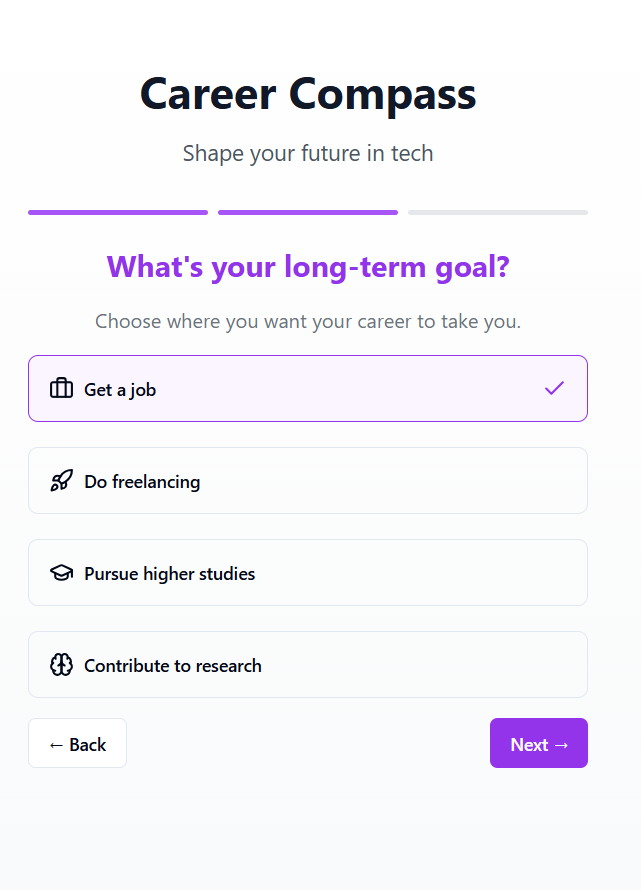 Career Compass
Shape your future in tech
What's your long-term goal?
Choose where you want your career to take you.
Get a job
Do freelancing
Pursue higher studies
Contribute to research
← Back
Next →